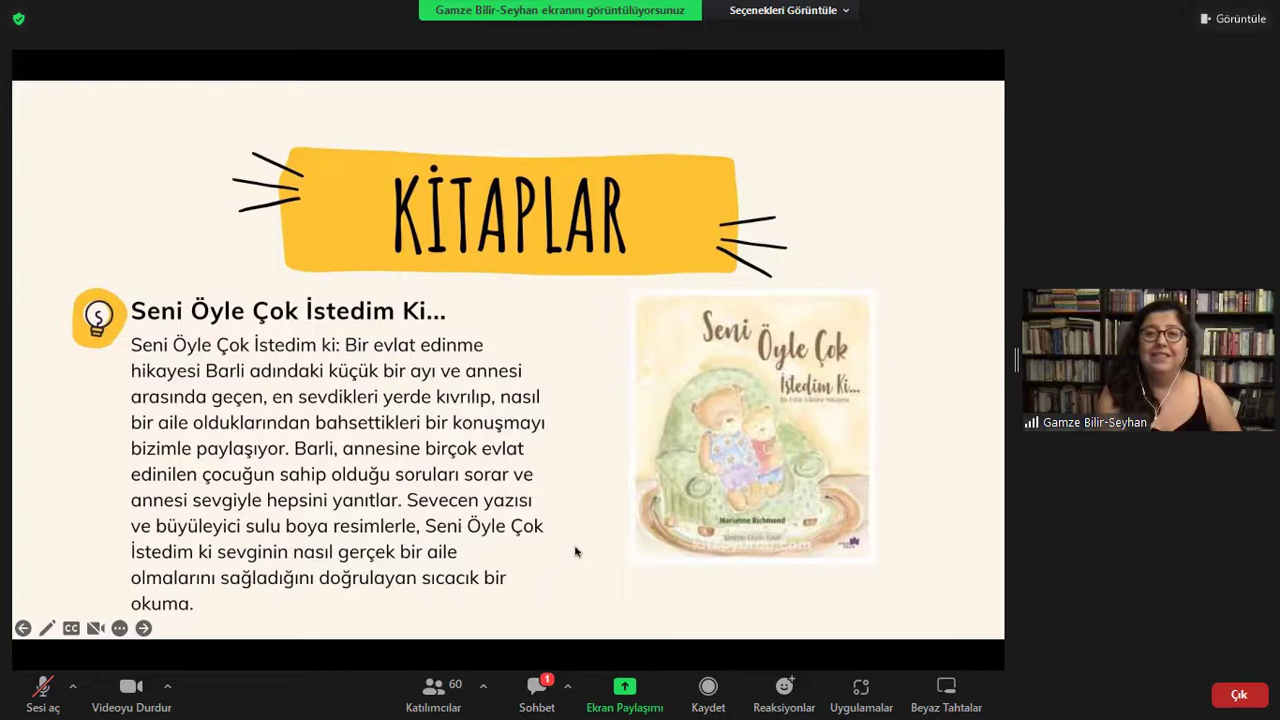 Gamze Bilir-Seyhan ekranını görüntülüyorsunuz
Seçenekleri Görüntüle
Görüntüle
KİTAPLAR
Seni Öyle Çok İstedim Ki...
Seni Öyle Çok İstedim ki: Bir evlat edinme
hikayesi Barli adındaki küçük bir ayı ve annesi
arasında geçen, en sevdikleri yerde kıvrılıp, nasıl
bir aile olduklarından bahsettikleri bir konuşmayı
bizimle paylaşıyor. Barli, annesine birçok evlat
edinilen çocuğun sahip olduğu soruları sorar ve
annesi sevgiyle hepsini yanıtlar. Sevecen yazısı
ve büyüleyici sulu boya resimlerle, Seni Öyle Çok
İstedim ki sevginin nasıl gerçek bir aile
olmalarını sağladığını doğrulayan sıcacık bir
okuma.
Seni
Öyle Çok
İstedim Ki...
Bir Evlat Edinme Hikayesi
Marianne Richmond
Gamze Bilir-Seyhan
CC
Sesi aç
Videoyu Durdur
60
Katılımcılar
1
Sohbet
Ekran Paylaşımı
Kaydet
Reaksiyonlar
Uygulamalar
Beyaz Tahtalar
Çık